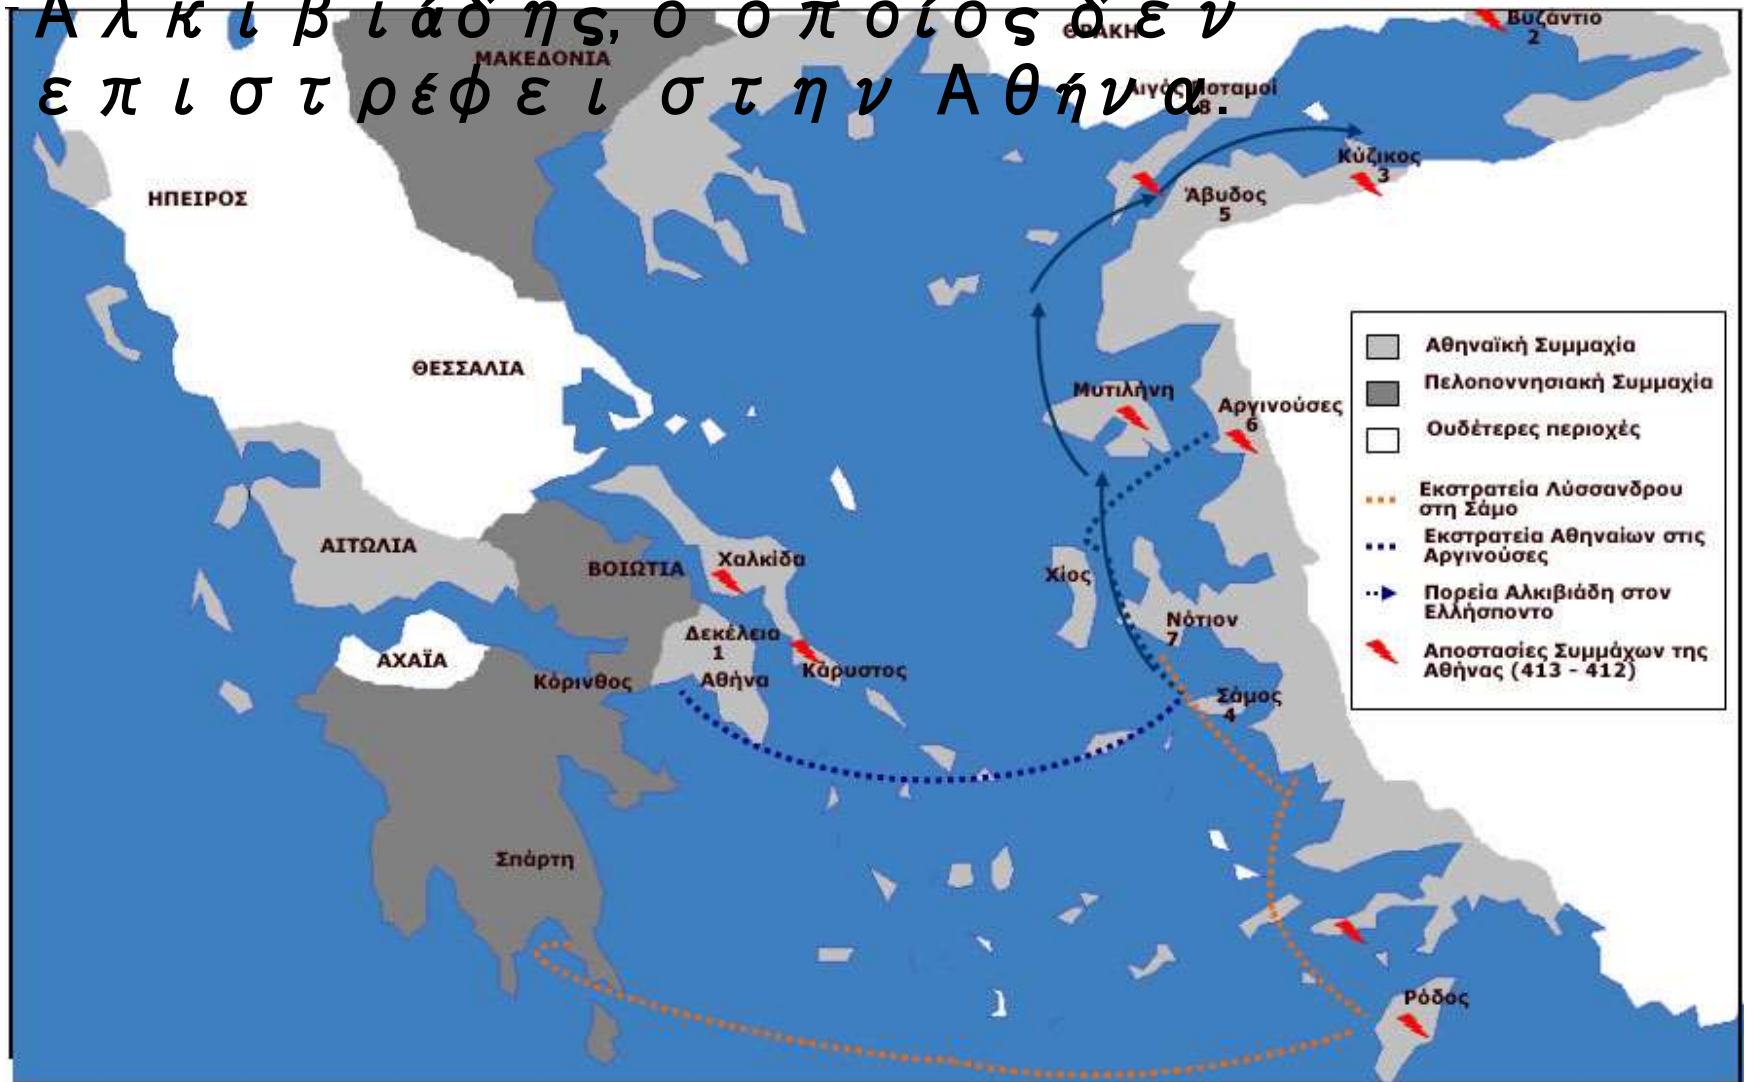 Αλκιβιάδης, ο οποίος δεν
επιστρέφει στην Αθήνα.
ΘΡΑΚΗ
Βυζάντιο
2
ΜΑΚΕΔΟΝΙΑ
Αιγός Ποταμοί
8
Κύζικος
3
ΗΠΕΙΡΟΣ
Άβυδος
5
ΘΕΣΣΑΛΙΑ
Μυτιλήνη
Αργινούσες
6
ΑΙΤΩΛΙΑ
ΒΟΙΩΤΙΑ
Χαλκίδα
Χίος
Νότιον
7
Δεκέλεια
1
Αθήνα
ΑΧΑΪΑ
Κόρινθος
Κάρυστος
Σάμος
4
Σπάρτη
Ρόδος
Αθηναϊκή Συμμαχία
Πελοποννησιακή Συμμαχία
Ουδέτερες περιοχές
Εκστρατεία Λύσσανδρου
στη Σάμο
Εκστρατεία Αθηναίων στις
Αργινούσες
Πορεία Αλκιβιάδη στον
Ελλήσποντο
Αποστασίες Συμμάχων της
Αθήνας (413 - 412)